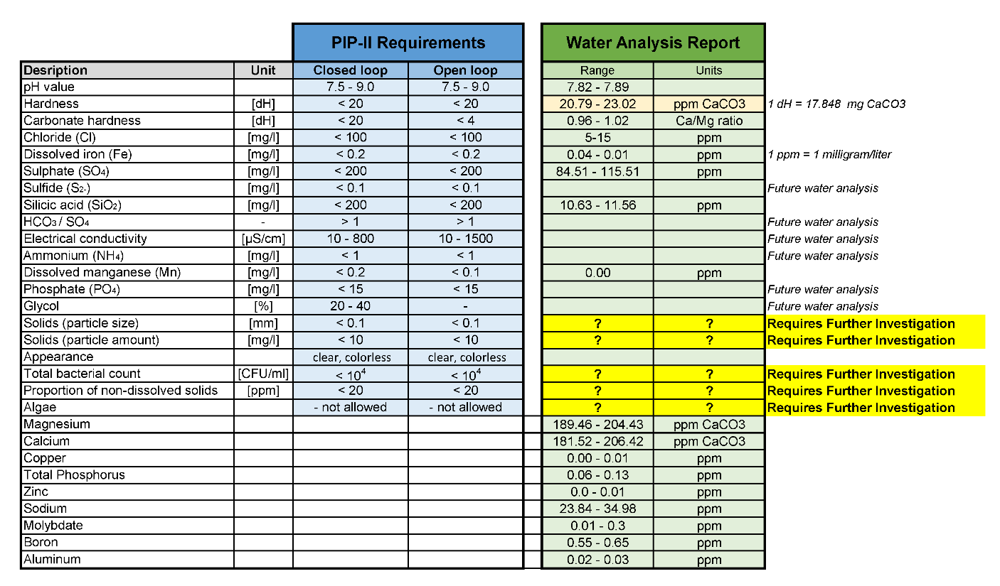 PIP-II Requirements Water Analysis Report
Desription Unit Closed loop Open loop Range Units
pH value 7.5 - 9.0 7.5 - 9.0 7.82 - 7.89
Hardness [dH] < 20 < 20 20.79 - 23.02 ppm CaCO3 1 dH = 17.848 mg CaCO3
Carbonate hardness [dH] < 20 < 4 0.96 - 1.02 Ca/Mg ratio
Chloride (Cl) [mg/l] < 100 < 100 5-15 ppm
Dissolved iron (Fe) [mg/l] < 0.2 < 0.2 0.04 - 0.01 ppm 1 ppm = 1 milligram/liter
Sulphate (SO₄) [mg/l] < 200 < 200 84.51 - 115.51 ppm
Sulfide (S₂-) [mg/l] < 0.1 < 0.1 Future water analysis
Silicic acid (SiO₂) [mg/l] < 200 < 200 10.63 - 11.56 ppm
HCO₃ / SO₄ - > 1 > 1 Future water analysis
Electrical conductivity [µS/cm] 10 - 800 10 - 1500 Future water analysis
Ammonium (NH₄) [mg/l] < 1 < 1 Future water analysis
Dissolved manganese (Mn) [mg/l] < 0.2 < 0.1 0.00 ppm
Phosphate (PO₄) [mg/l] < 15 < 15 Future water analysis
Glycol [%] 20 - 40 - Future water analysis
Solids (particle size) [mm] < 0.1 < 0.1 ? ? Requires Further Investigation
Solids (particle amount) [mg/l] < 10 < 10 ? ? Requires Further Investigation
Appearance clear, colorless clear, colorless
Total bacterial count [CFU/ml] < 10⁴ < 10⁴ ? ? Requires Further Investigation
Proportion of non-dissolved solids [ppm] < 20 < 20 ? ? Requires Further Investigation
Algae - not allowed - not allowed ? ? Requires Further Investigation
Magnesium 189.46 - 204.43 ppm CaCO3
Calcium 181.52 - 206.42 ppm CaCO3
Copper 0.00 - 0.01 ppm
Total Phosphorus 0.06 - 0.13 ppm
Zinc 0.0 - 0.01 ppm
Sodium 23.84 - 34.98 ppm
Molybdate 0.01 - 0.3 ppm
Boron 0.55 - 0.65 ppm
Aluminum 0.02 - 0.03 ppm